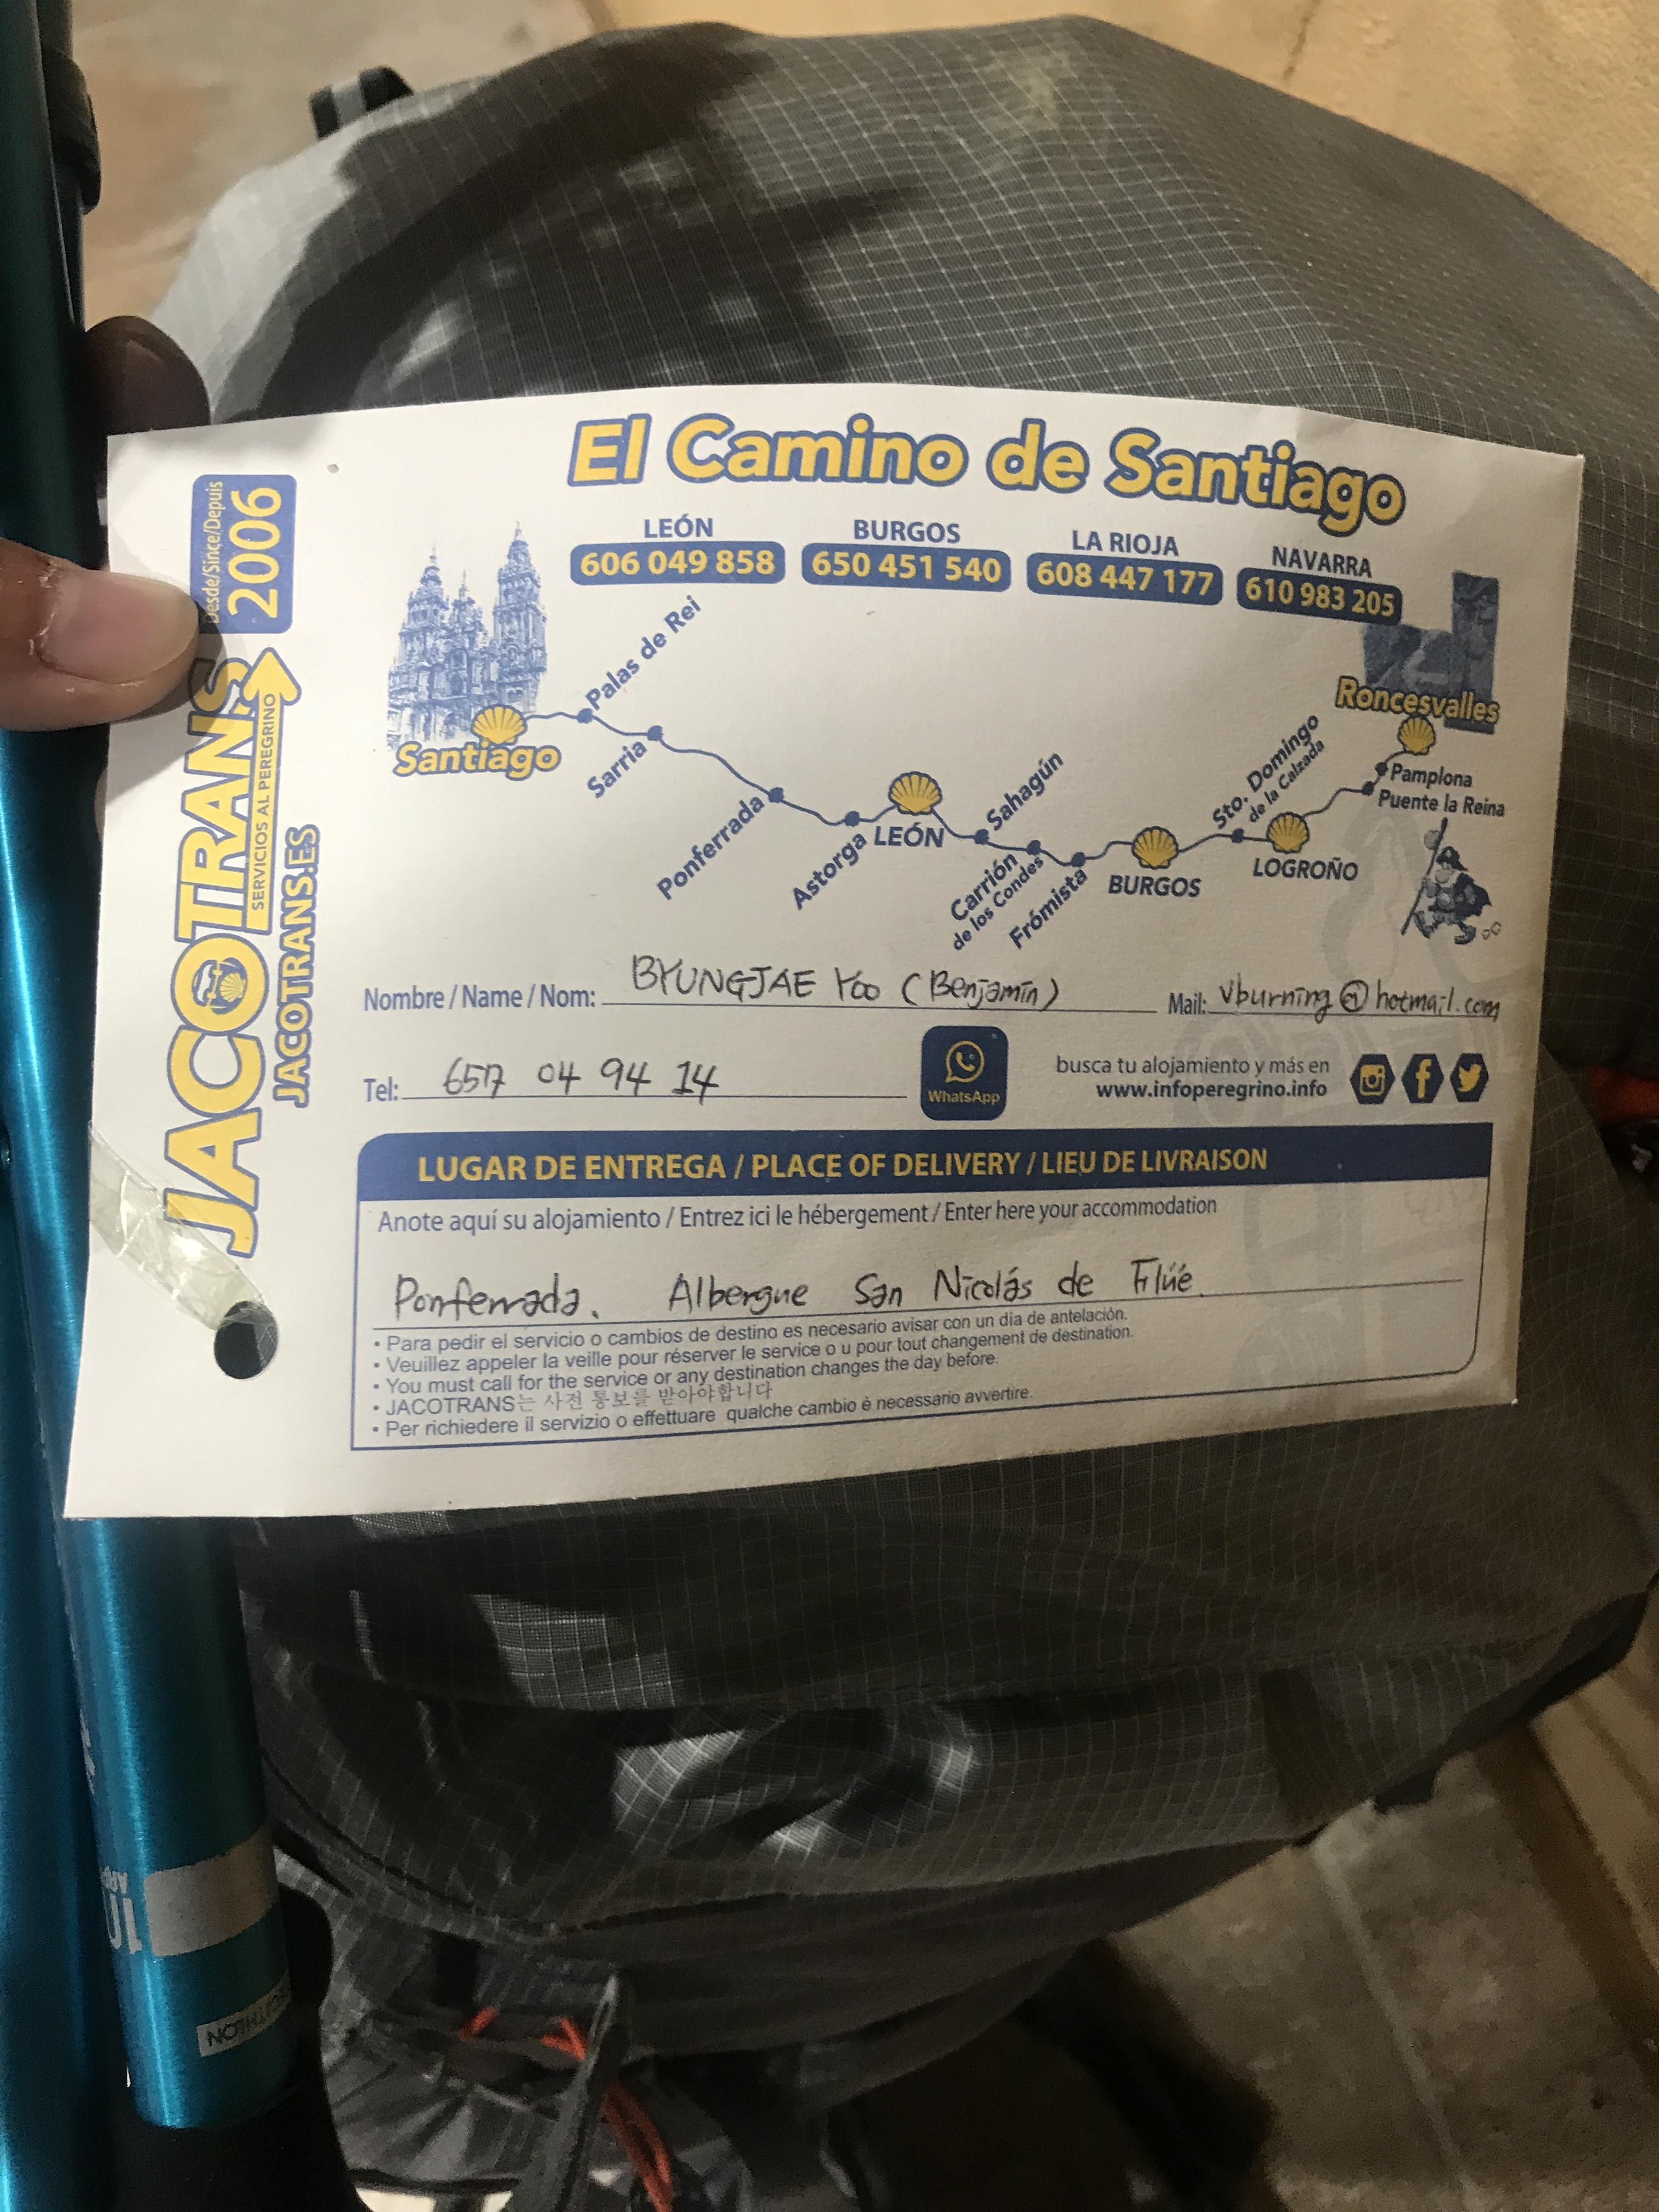 El Camino de Santiago
LEÓN
606 049 858
BURGOS
650 451 540
LA RIOJA
608 447 177
NAVARRA
610 983 205
Desde/Since/Depuis
2006
JACOTRANS
SERVICIOS AL PEREGRINO
JACOTRANS.ES
Santiago
Palas de Rei
Sarria
Ponferrada
Astorga
LEÓN
Sahagún
Carrión
de los Condes
Frómista
BURGOS
Sto. Domingo
de la Calzada
LOGROÑO
Puente la Reina
Pamplona
Roncesvalles
Nombre / Name / Nom: BYUNGJAE Yoo (Benjamin)
Mail: vburning@hotmail.com
Tel: 657 04 94 14
WhatsApp
busca tu alojamiento y más en
www.infoperegrino.info
LUGAR DE ENTREGA / PLACE OF DELIVERY / LIEU DE LIVRAISON
Anote aquí su alojamiento / Entrez ici le hébergement / Enter here your accommodation
Ponferrada. Albergue San Nicolás de Flüe.
• Para pedir el servicio o cambios de destino es necesario avisar con un día de antelación.
• Veuillez appeler la veille pour réserver le service o u pour tout changement de destination.
• You must call for the service or any destination changes the day before.
• JACOTRANS는 사전 통보를 받아야합니다
• Per richiedere il servizio o effettuare qualche cambio è necessario avvertire.
10